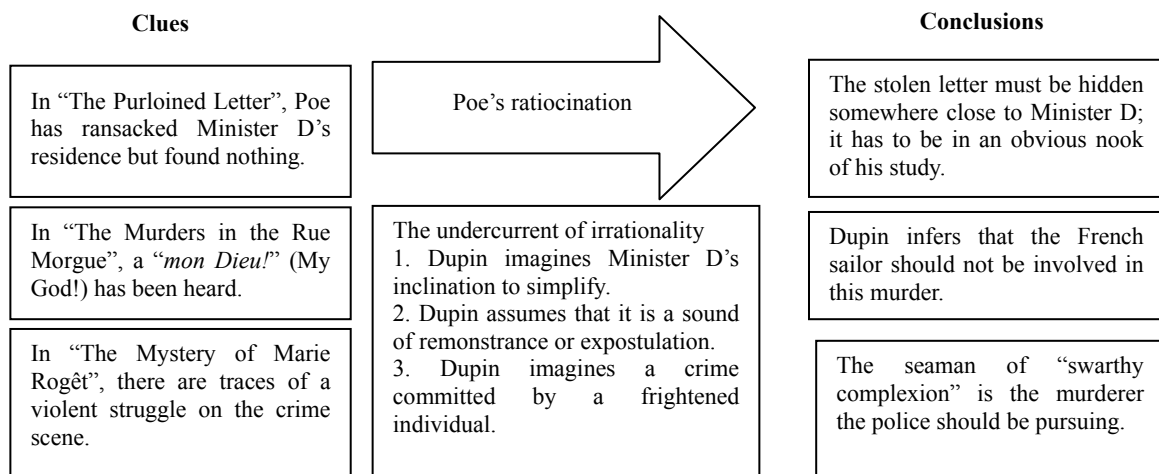 Clues
Conclusions
In “The Purloined Letter”, Poe
has ransacked Minister D’s
residence but found nothing.
Poe’s ratiocination
The stolen letter must be hidden
somewhere close to Minister D;
it has to be in an obvious nook
of his study.
In “The Murders in the Rue
Morgue”, a “mon Dieu!” (My
God!) has been heard.
The undercurrent of irrationality
1. Dupin imagines Minister D’s
inclination to simplify.
2. Dupin assumes that it is a sound
of remonstrance or expostulation.
3. Dupin imagines a crime
committed by a frightened
individual.
Dupin infers that the French
sailor should not be involved in
this murder.
In “The Mystery of Marie
Rogêt”, there are traces of a
violent struggle on the crime
scene.
The seaman of “swarthy
complexion” is the murderer
the police should be pursuing.